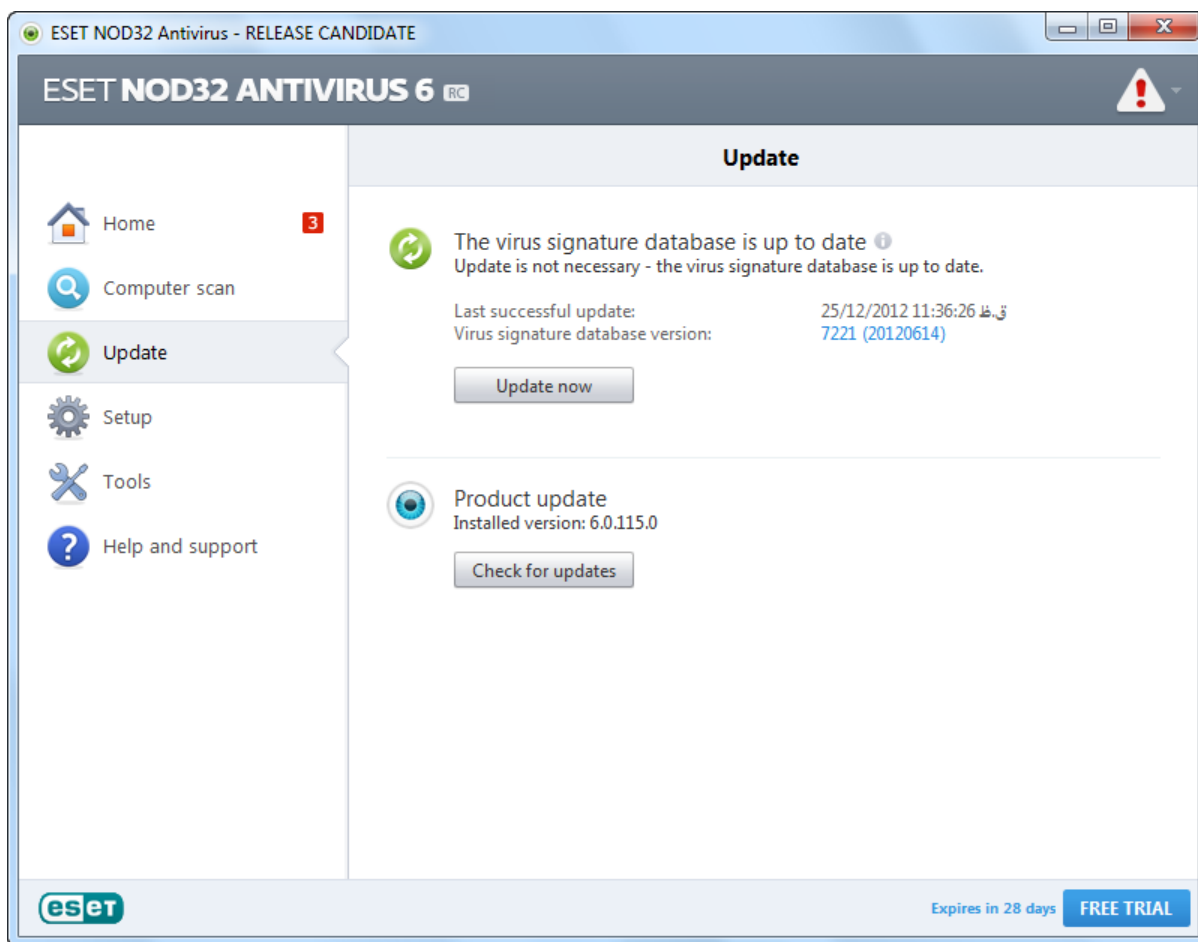 ESET NOD32 Antivirus - RELEASE CANDIDATE
ESET NOD32 ANTIVIRUS 6 RC
Update
Home 3
Computer scan
Update
Setup
Tools
Help and support
The virus signature database is up to date
Update is not necessary - the virus signature database is up to date.
Last successful update: 25/12/2012 11:36:26 ق.ظ
Virus signature database version: 7221 (20120614)
Update now
Product update
Installed version: 6.0.115.0
Check for updates
eset
Expires in 28 days FREE TRIAL